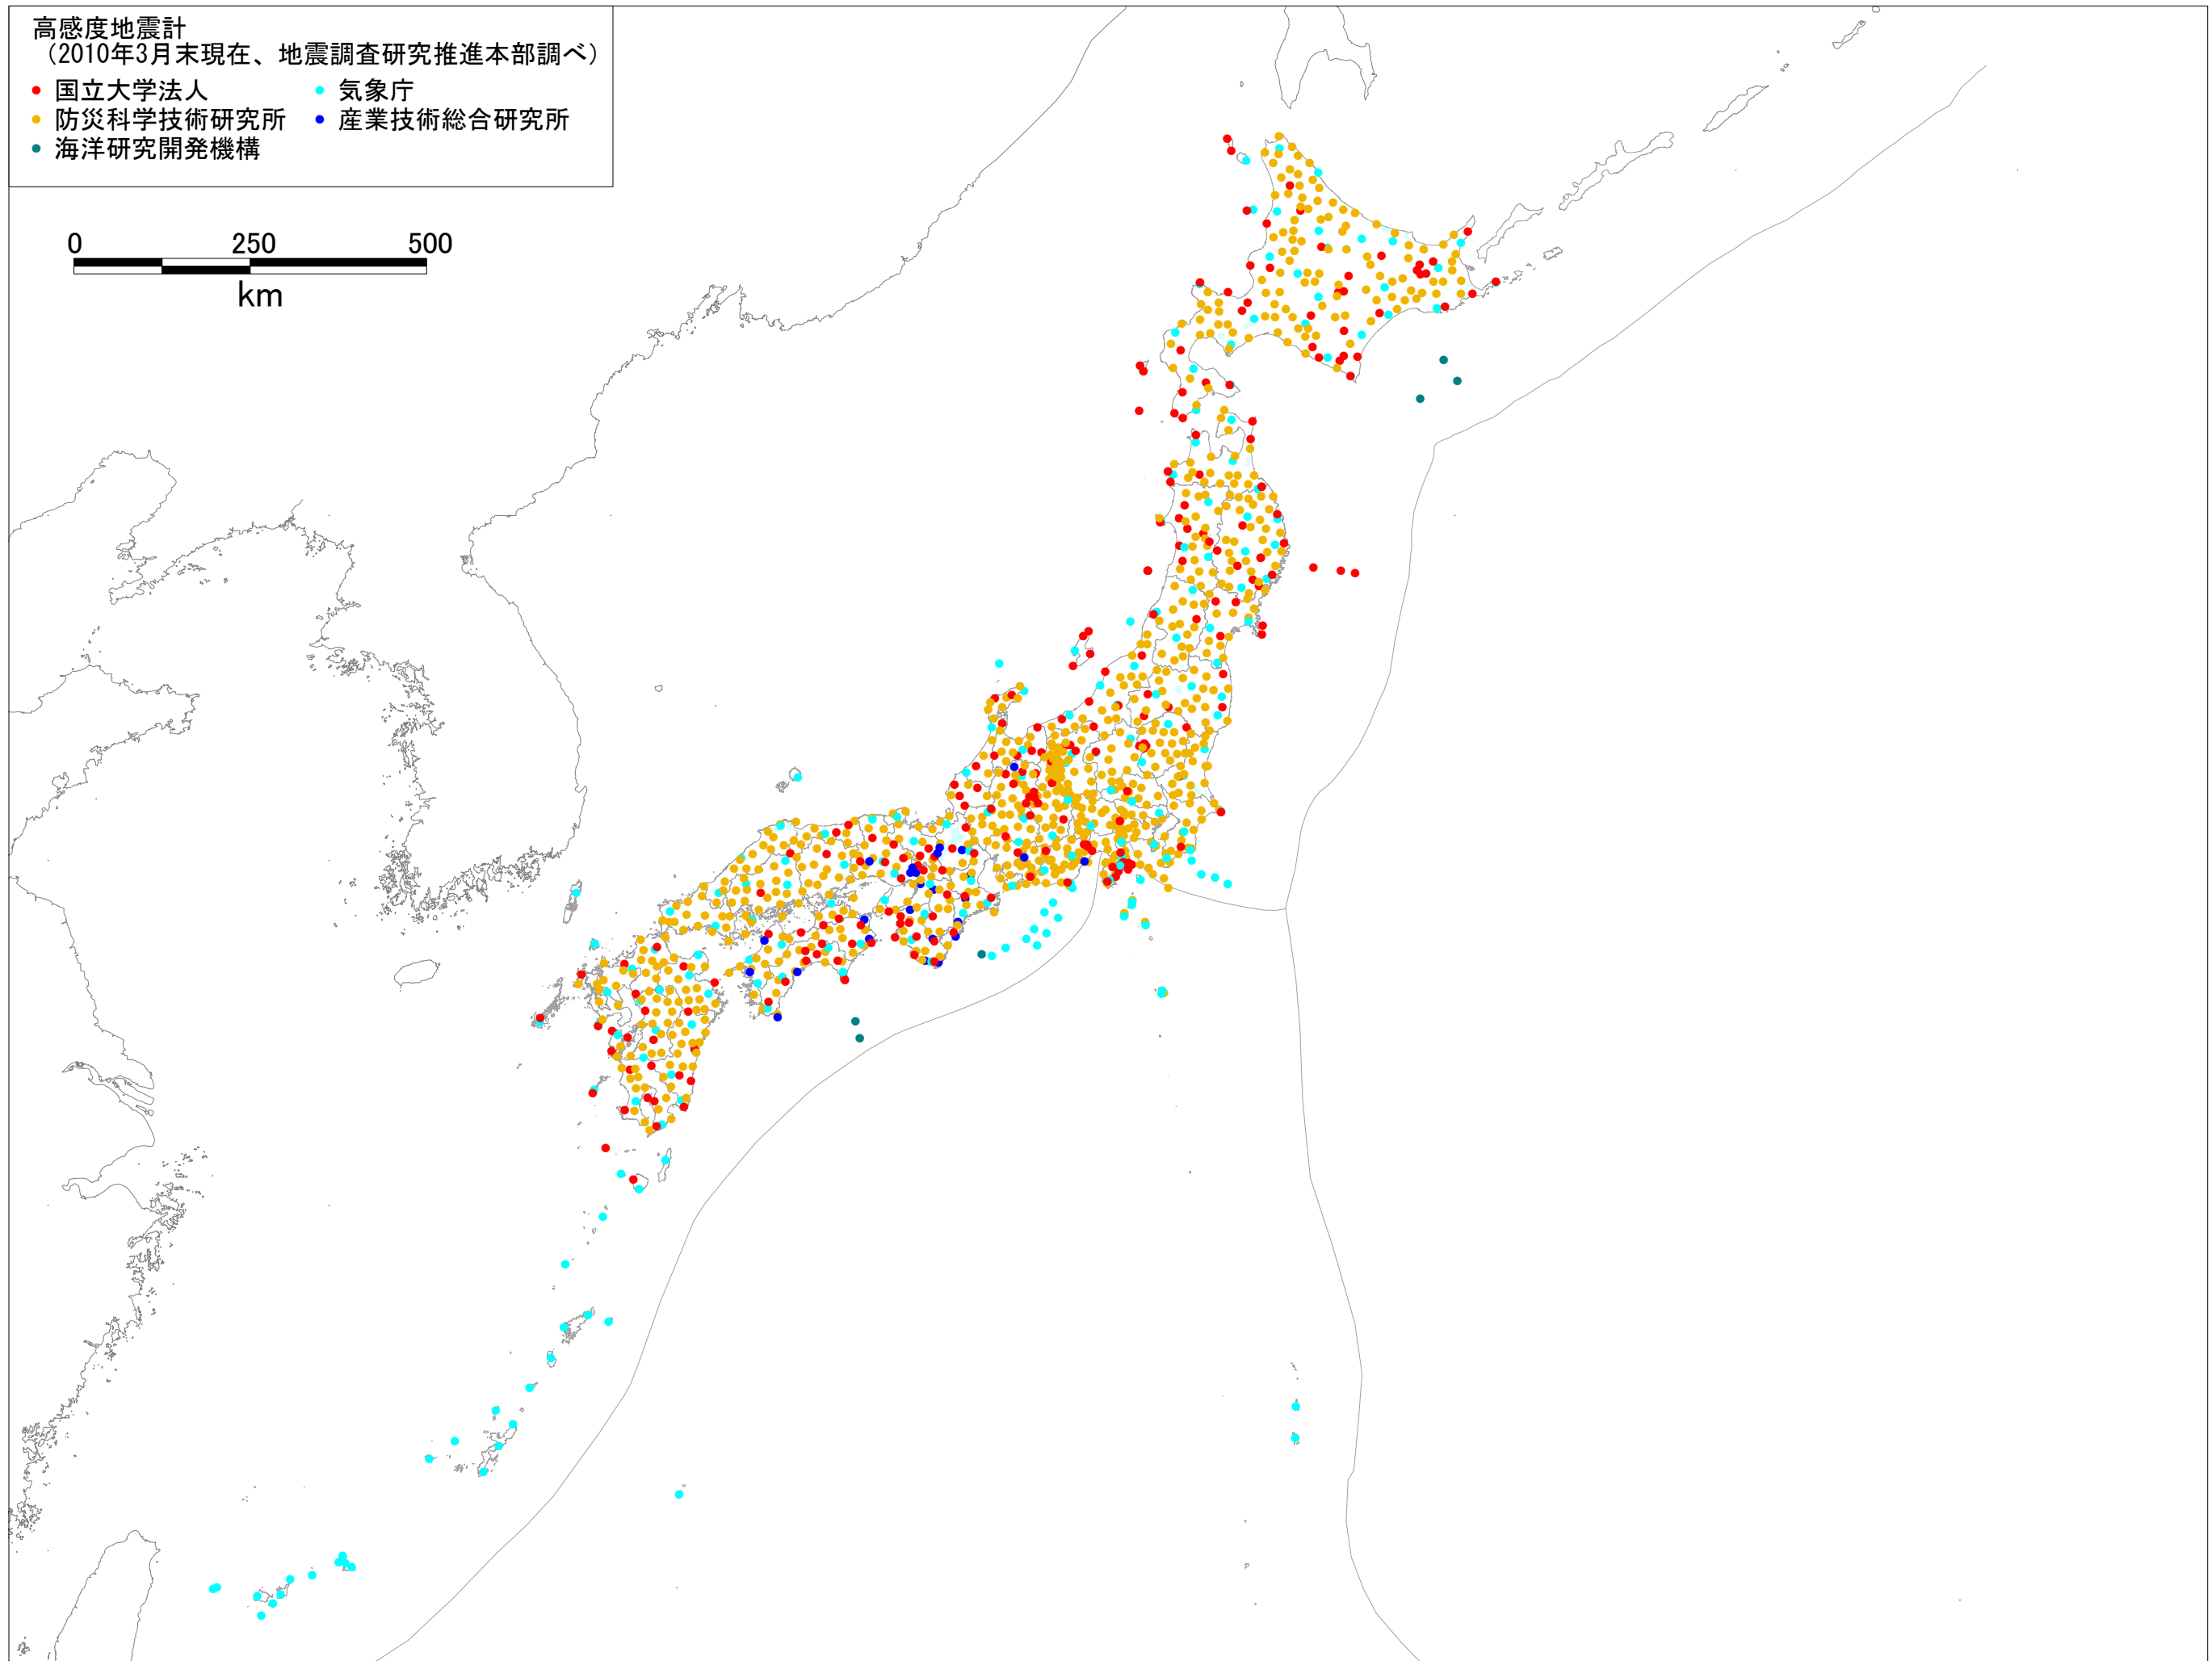 高感度地震計
（2010年3月末現在、地震調査研究推進本部調べ）
国立大学法人 気象庁
防災科学技術研究所 産業技術総合研究所
海洋研究開発機構
0 250 500
km